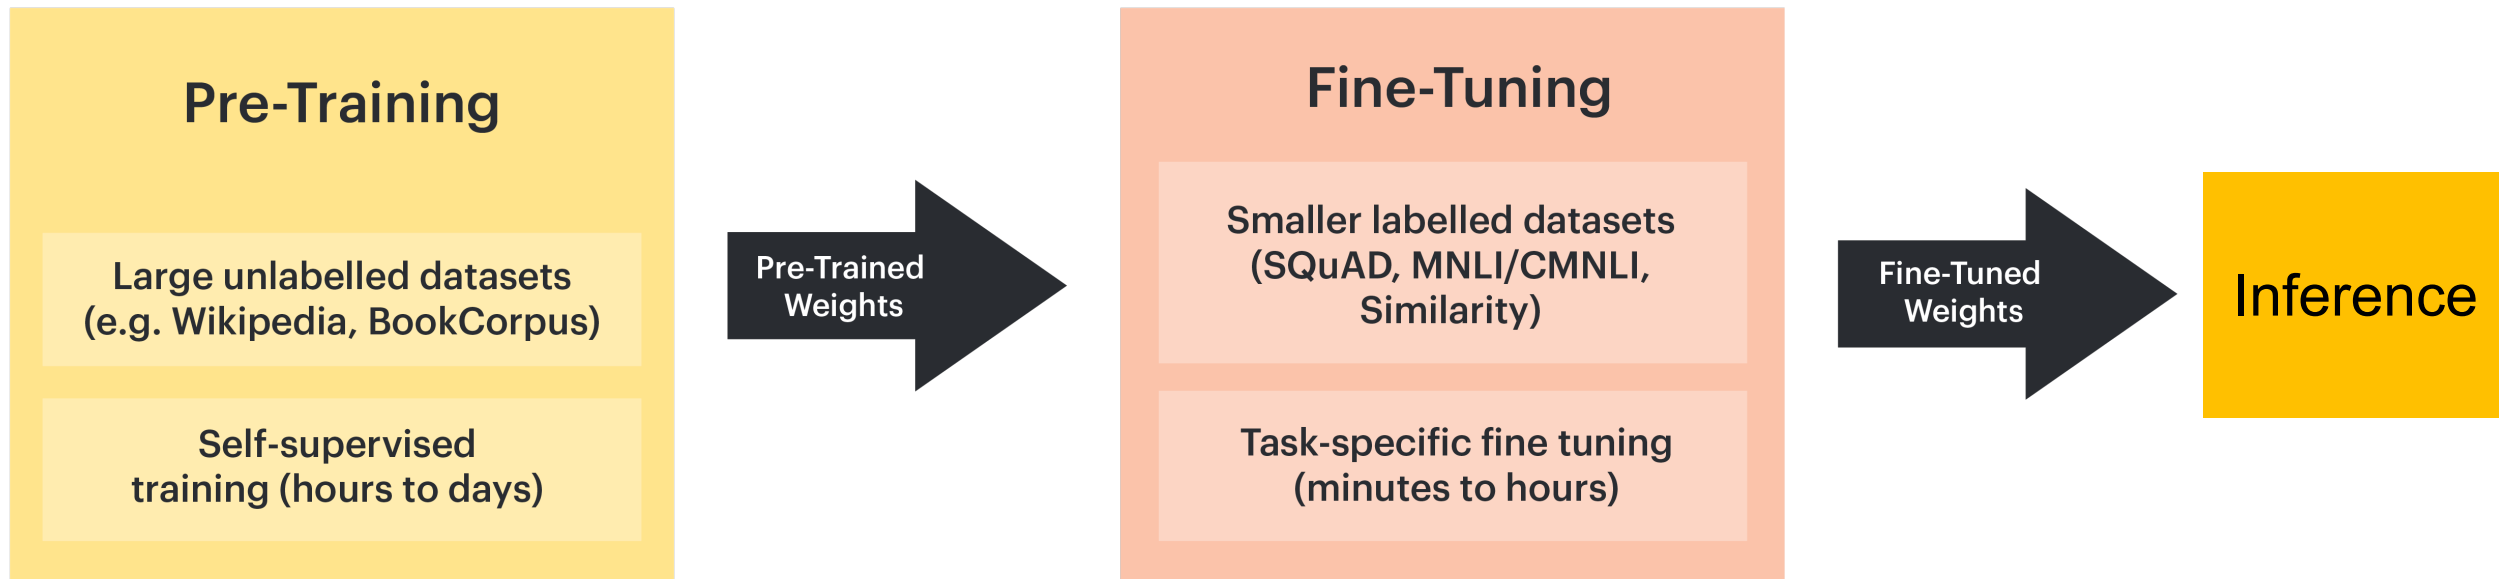 Pre-Training
Large unlabelled datasets
(e.g. Wikipedia, BookCorpus)
Self-supervised
training (hours to days)
Pre-Trained
Weights
Fine-Tuning
Smaller labelled datasets
(SQuAD, MNLI/CMNLI,
Similarity)
Task-specific fine tuning
(minutes to hours)
Fine-Tuned
Weights
Inference